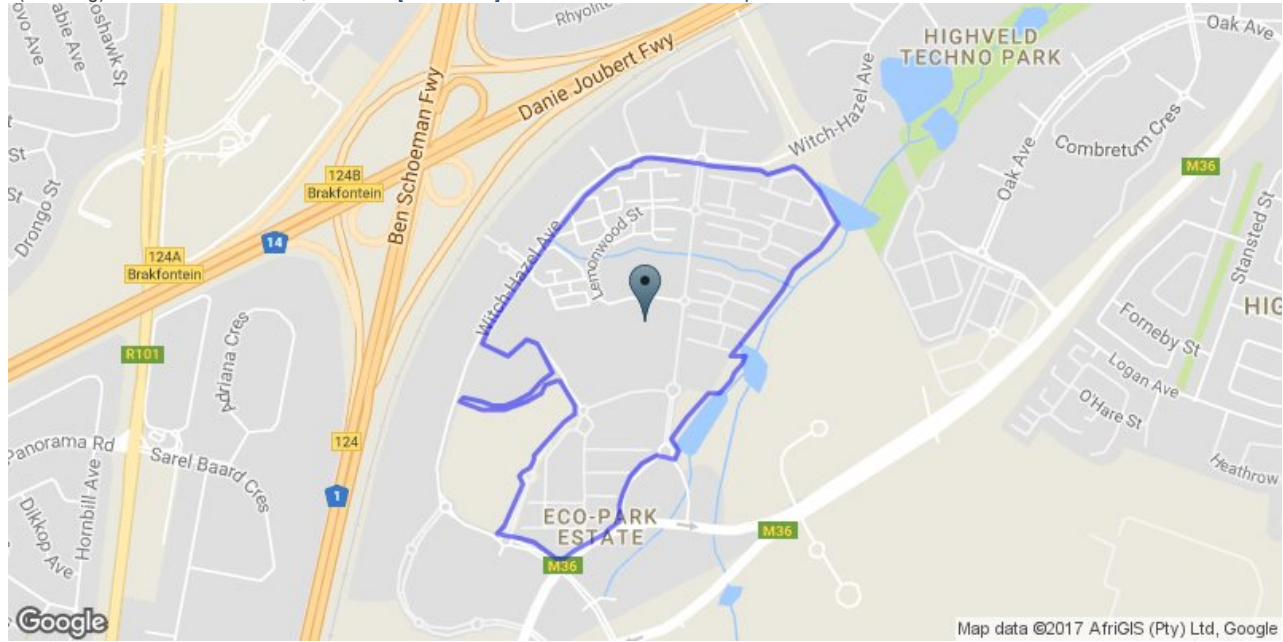 Rhyolite
Danie Joubert Fwy
Ben Schoeman Fwy
HIGHVELD
TECHNO PARK
Oak Ave
Witch-Hazel Ave
Combretum Cres
Oak Ave
M36
Stansted St
124B
Brakfontein
14
124A
Brakfontein
Drongo St
St
St
Witch-Hazel Ave
Lemonwood St
HIG
Forneby St
Logan Ave
O'Hare St
Heathrow
R101
Adriana Cres
124
Panorama Rd
Sarel Baard Cres
Hornbill Ave
Dikkop Ave
1
ECO-PARK
ESTATE
M36
M36
Google
Map data ©2017 AfriGIS (Pty) Ltd, Google